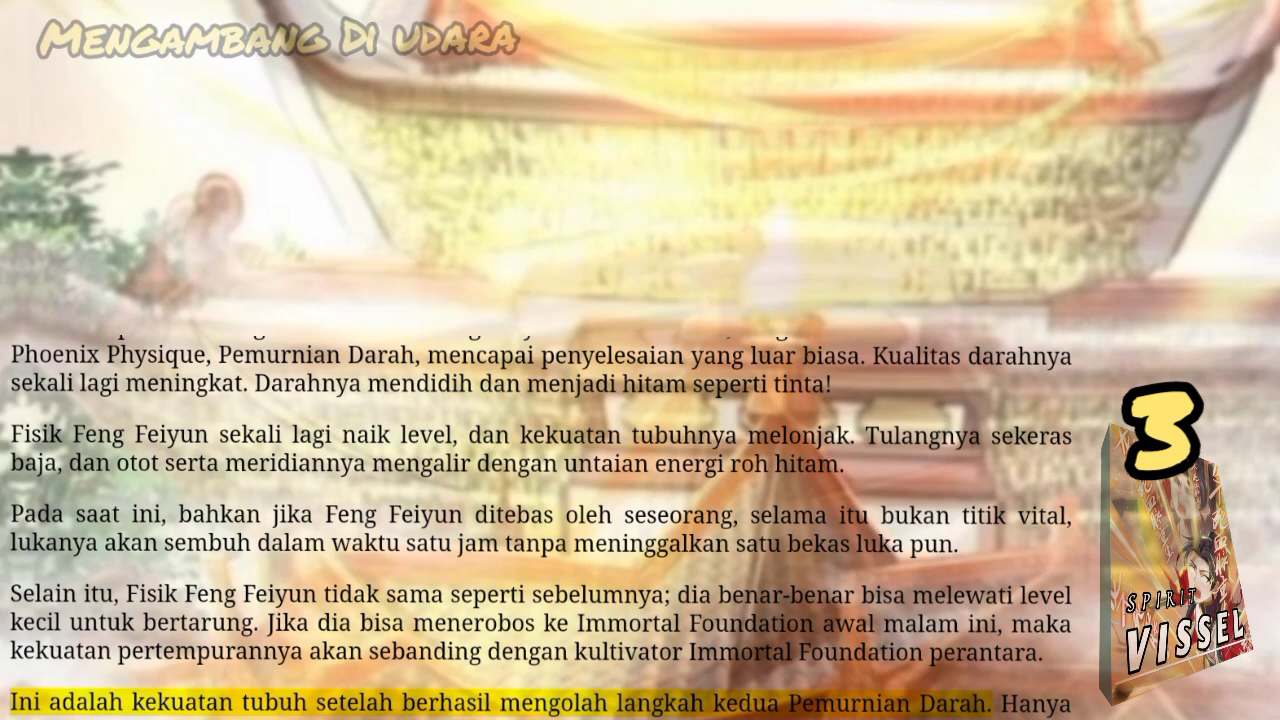 Mengambang Di udara
Phoenix Physique, Pemurnian Darah, mencapai penyelesaian yang luar biasa. Kualitas darahnya
sekali lagi meningkat. Darahnya mendidih dan menjadi hitam seperti tinta!
Fisik Feng Feiyun sekali lagi naik level, dan kekuatan tubuhnya melonjak. Tulangnya sekeras
baja, dan otot serta meridiannya mengalir dengan untaian energi roh hitam.
Pada saat ini, bahkan jika Feng Feiyun ditebas oleh seseorang, selama itu bukan titik vital,
lukanya akan sembuh dalam waktu satu jam tanpa meninggalkan satu bekas luka pun.
Selain itu, Fisik Feng Feiyun tidak sama seperti sebelumnya; dia benar-benar bisa melewati level
kecil untuk bertarung. Jika dia bisa menerobos ke Immortal Foundation awal malam ini, maka
kekuatan pertempurannya akan sebanding dengan kultivator Immortal Foundation perantara.
Ini adalah kekuatan tubuh setelah berhasil mengolah langkah kedua Pemurnian Darah. Hanya
3
SPIRIT
VISSEL